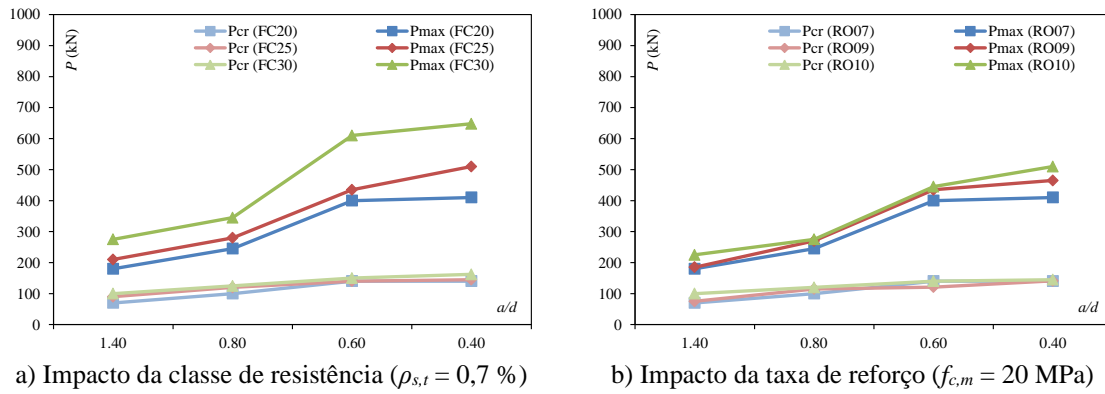 1000
900
800
700
600
500
400
300
200
100
0
P (kN)
Pcr (FC20) Pmax (FC20)
Pcr (FC25) Pmax (FC25)
Pcr (FC30) Pmax (FC30)
a/d
1.40 0.80 0.60 0.40
a) Impacto da classe de resistência (ρs,t = 0,7 %)
1000
900
800
700
600
500
400
300
200
100
0
P (kN)
Pcr (RO07) Pmax (RO07)
Pcr (RO09) Pmax (RO09)
Pcr (RO10) Pmax (RO10)
a/d
1.40 0.80 0.60 0.40
b) Impacto da taxa de reforço (fc,m = 20 MPa)